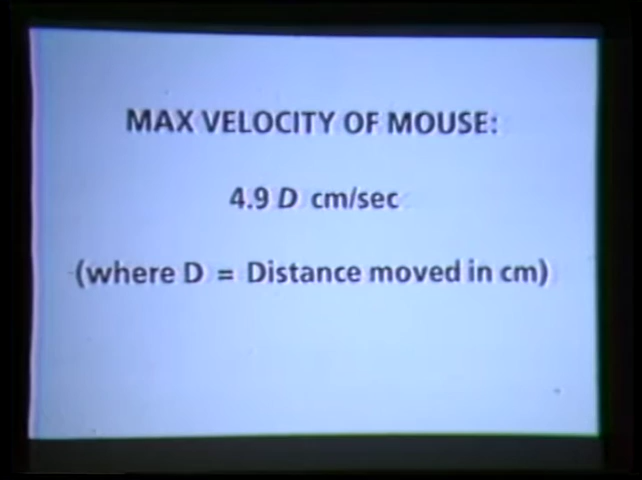 MAX VELOCITY OF MOUSE:
4.9 D cm/sec
(where D = Distance moved in cm)